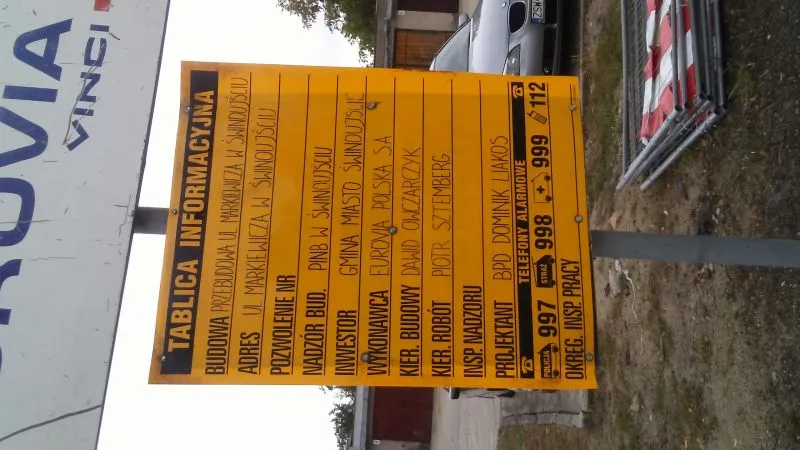 ROVIA
VINCI
TABLICA INFORMACYJNA
BUDOWA PRZEBUDOWA UL. MARKIEWICZA W ŚWINOUJŚCIU
ADRES UL. MARKIEWICZA W ŚWINOUJŚCIU
POZWOLENIE NR
NADZÓR BUD. PINB W ŚWINOUJŚCIU
INWESTOR GMINA MIASTO ŚWINOUJŚCIE
WYKONAWCA EUROVIA POLSKA SA
KIER. BUDOWY DAWID OWCZARCZYK
KIER. ROBÓT PIOTR SZTEMBERG
INSP. NADZORU
PROJEKTANT BPD DOMINIK LIAKOS
TELEFONY ALARMOWE
POLICJA 997 STRAŻ 998 999 112
OKRĘG. INSP. PRACY
ZSW